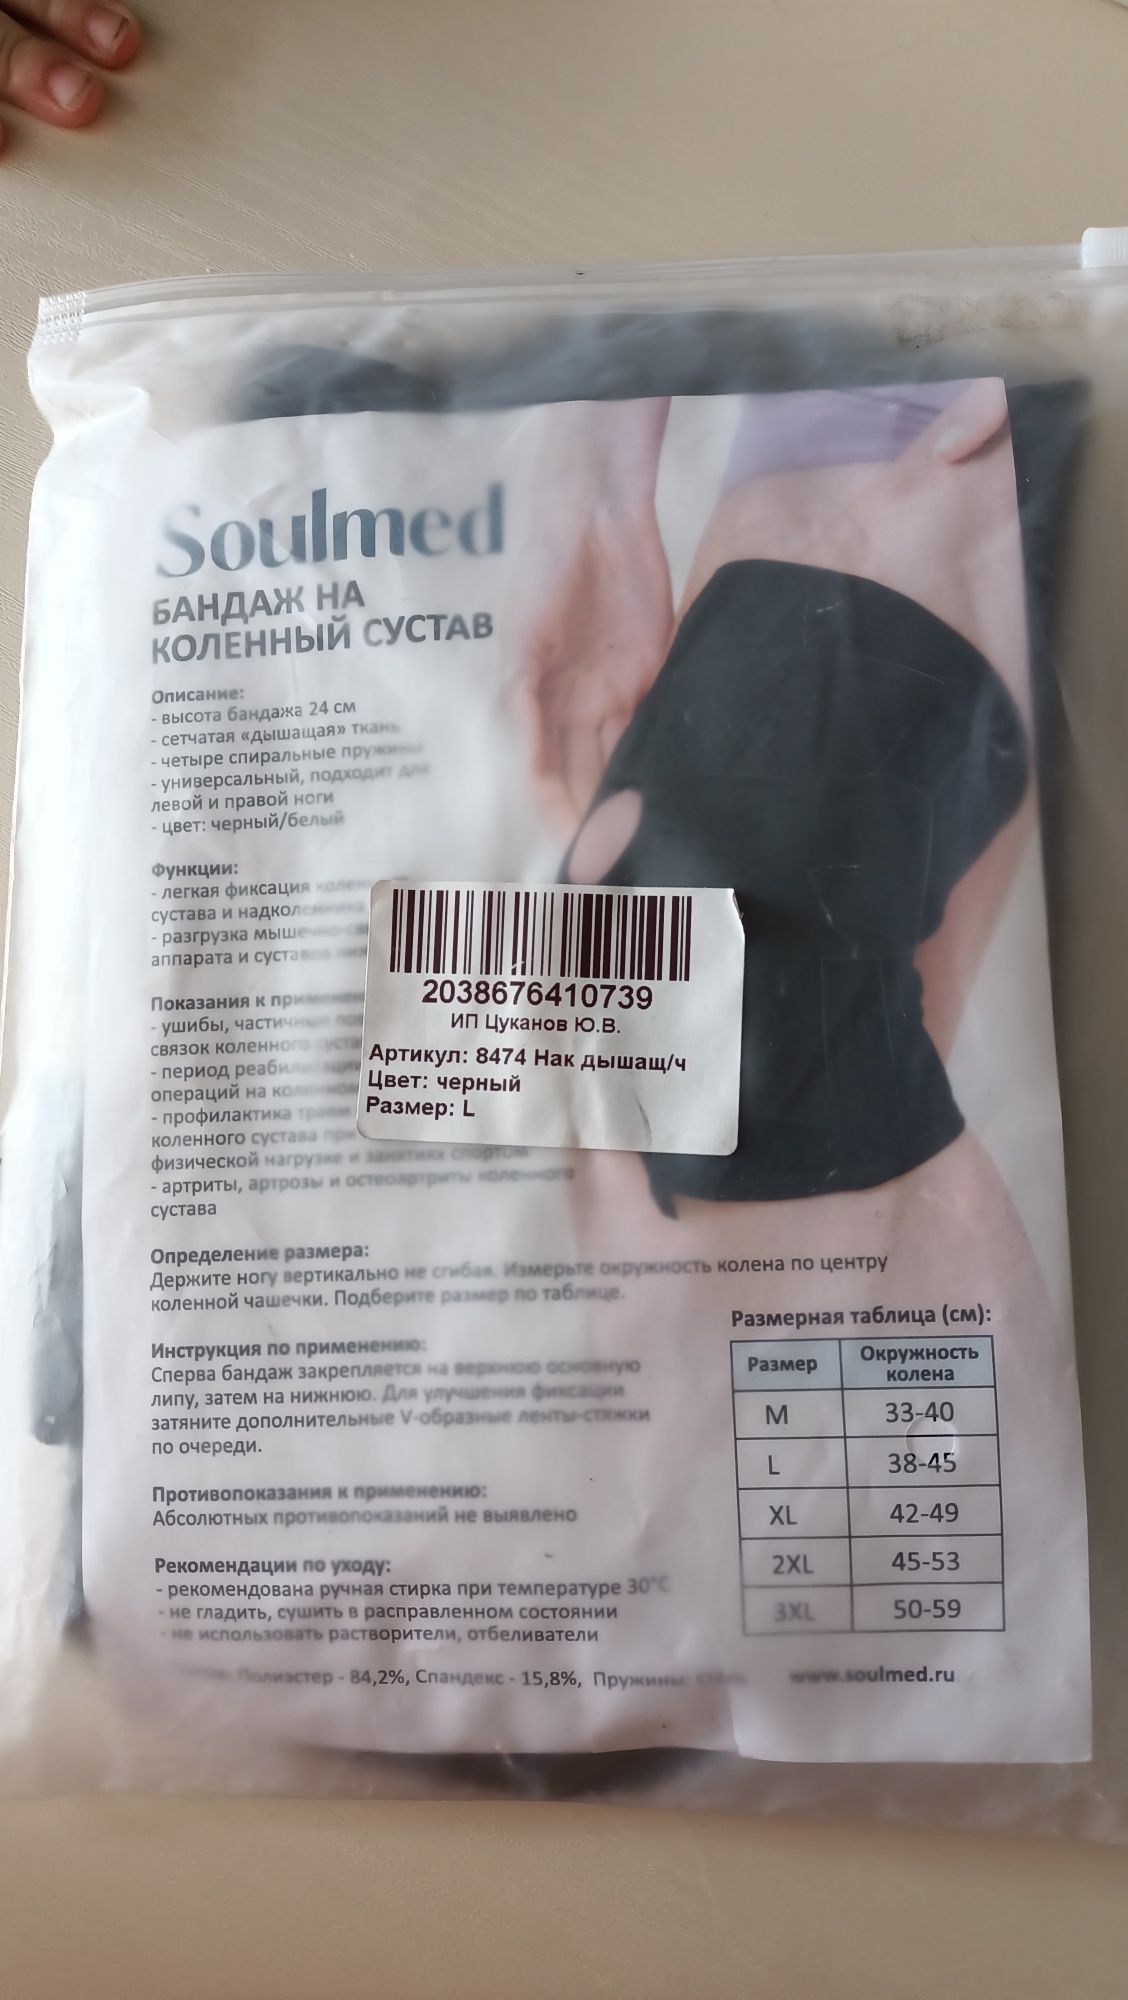 Soulmed
БАНДАЖ НА
КОЛЕННЫЙ СУСТАВ
Описание:
- высота бандажа 24 см
- сетчатая «дышащая» ткань
- четыре спиральные пружины
- универсальный, подходит для
левой и правой ноги
- цвет: черный/белый
Функции:
- легкая фиксация
сустава и надколенника
- разгрузка мышечно-
аппарата и суставов
Показания к
- ушибы,
связок коленного
- период
операций на
- профилактика травм
коленного сустава при
физической нагрузке и занятиях спортом
- артриты, артрозы и остеоартриты коленного
сустава
2038676410739
ИП Цуканов Ю.В.
Артикул: 8474 Нак дышащ/ч
Цвет: черный
Размер: L
Определение размера:
Держите ногу вертикально не сгибая. Измерьте окружность колена по центру
коленной чашечки. Подберите размер по таблице.
Инструкция по применению:
Сперва бандаж закрепляется на верхнюю основную
липу, затем на нижнюю. Для улучшения фиксации
затяните дополнительные V-образные ленты-стяжки
по очереди.
Противопоказания к применению:
Абсолютных противопоказаний не выявлено
Рекомендации по уходу:
- рекомендована ручная стирка при температуре 30°C
- не гладить, сушить в расправленном состоянии
- не использовать растворители, отбеливатели
Полиэстер - 84,2%, Спандекс - 15,8%, Пружины:
Размерная таблица (см):
Размер Окружность колена
M 33-40
L 38-45
XL 42-49
2XL 45-53
3XL 50-59
www.soulmed.ru